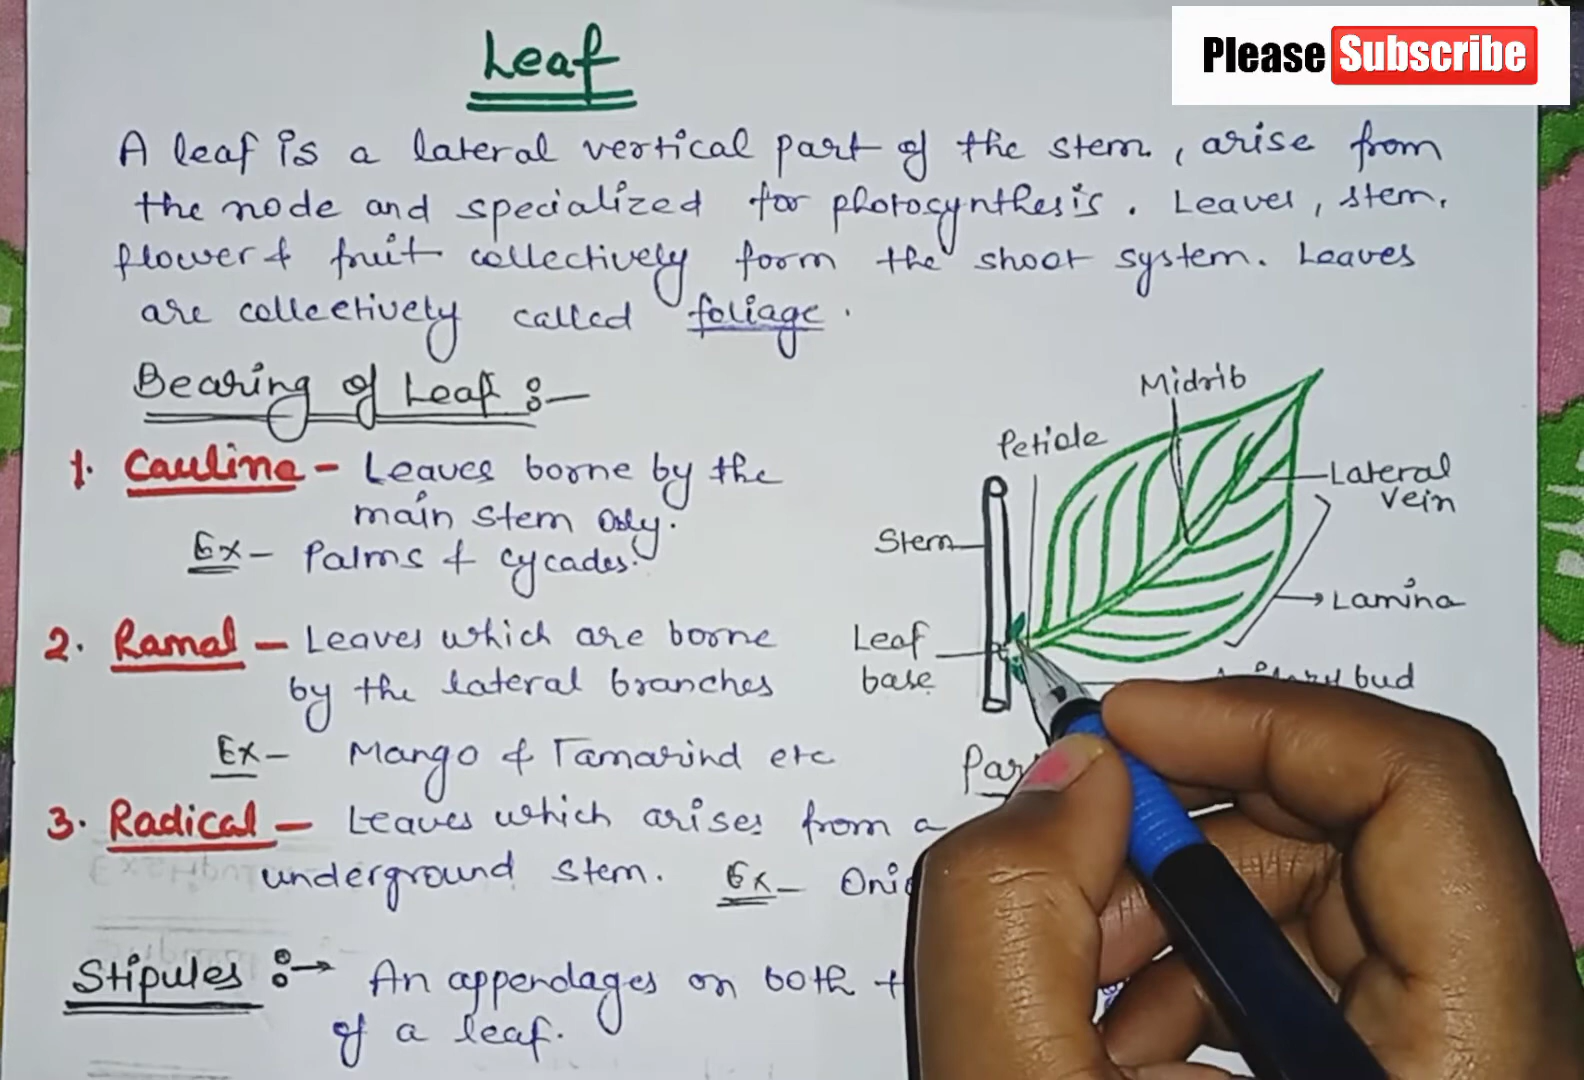 Please Subscribe
Leaf
A leaf is a lateral vertical part of the stem, arise from
the node and specialized for photosynthesis. Leaves, stem,
flower & fruit collectively form the shoot system. Leaves
are collectively called foliage.
Bearing of Leaf :—
1. Cauline - Leaves borne by the
main stem only.
Ex - Palms & cycades.
2. Ramal - Leaves which are borne
by the lateral branches
Ex - Mango & Tamarind etc
3. Radical - Leaves which arises from a
underground stem. Ex -
Stipules :→ An appendages on both
of a leaf.
Midrib
Petiole
Lateral
vein
Stem
Lamina
Leaf
base
bud